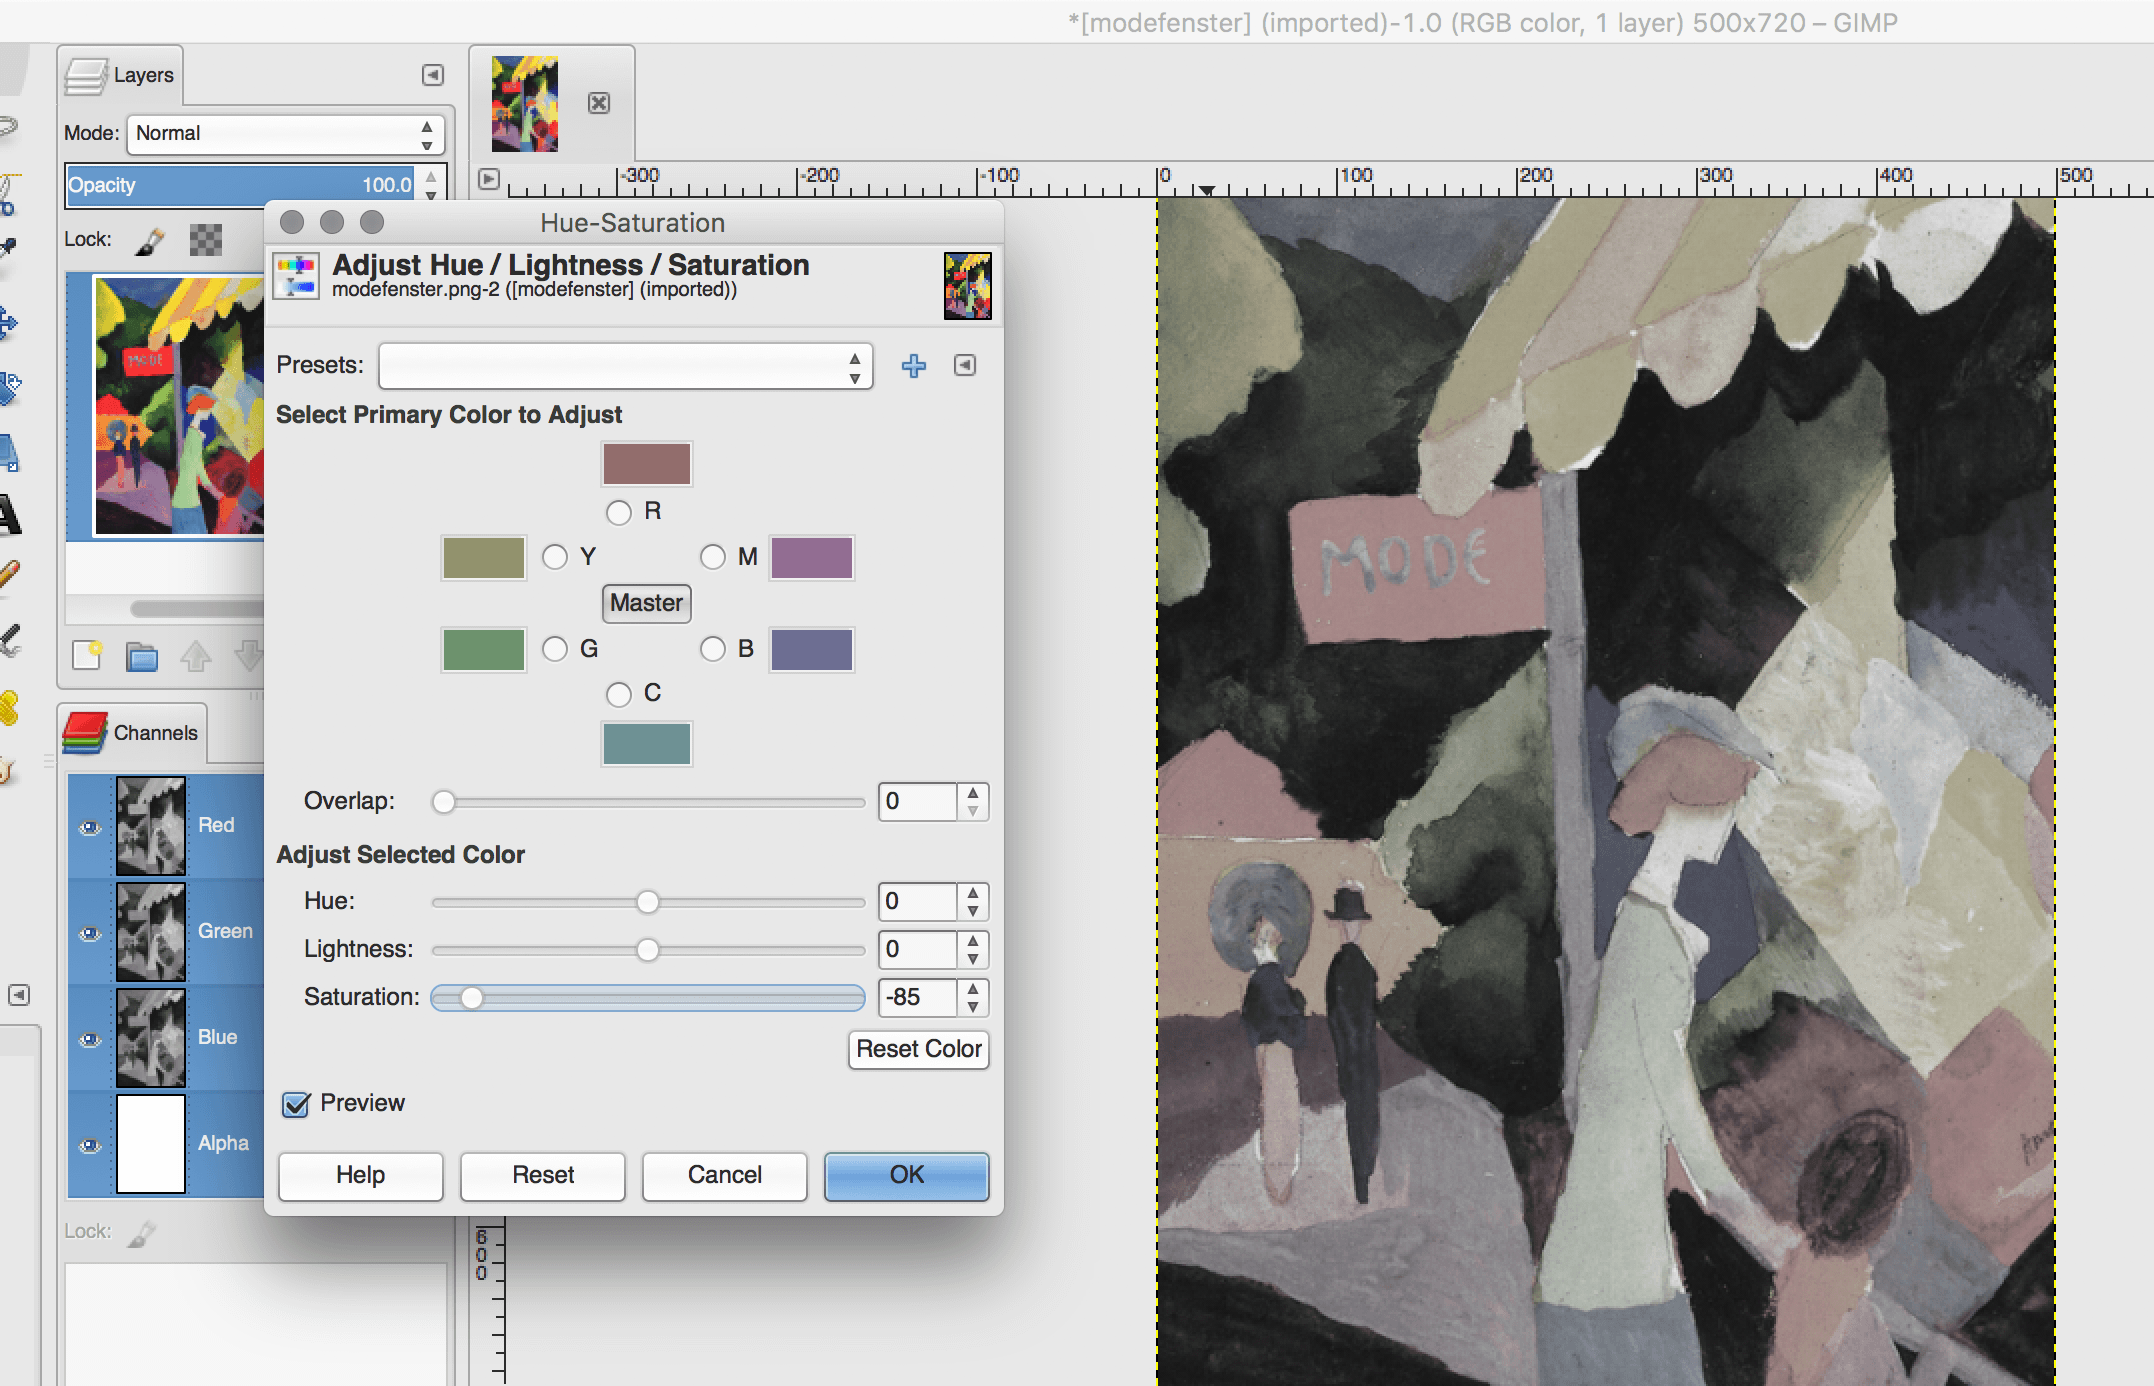 *[modefenster] (imported)-1.0 (RGB color, 1 layer) 500x720 – GIMP
Layers
Mode: Normal
Opacity 100.0
Lock:
MODE
-300 -200 -100 0 100 200 300 400 500
Hue-Saturation
Adjust Hue / Lightness / Saturation
modefenster.png-2 ([modefenster] (imported))
Presets:
Select Primary Color to Adjust
R
Y M
Master
G B
C
Overlap: 0
Adjust Selected Color
Hue: 0
Lightness: 0
Saturation: -85
Reset Color
Preview
Help Reset Cancel OK
Channels
Red
Green
Blue
Alpha
Lock:
600
MODE